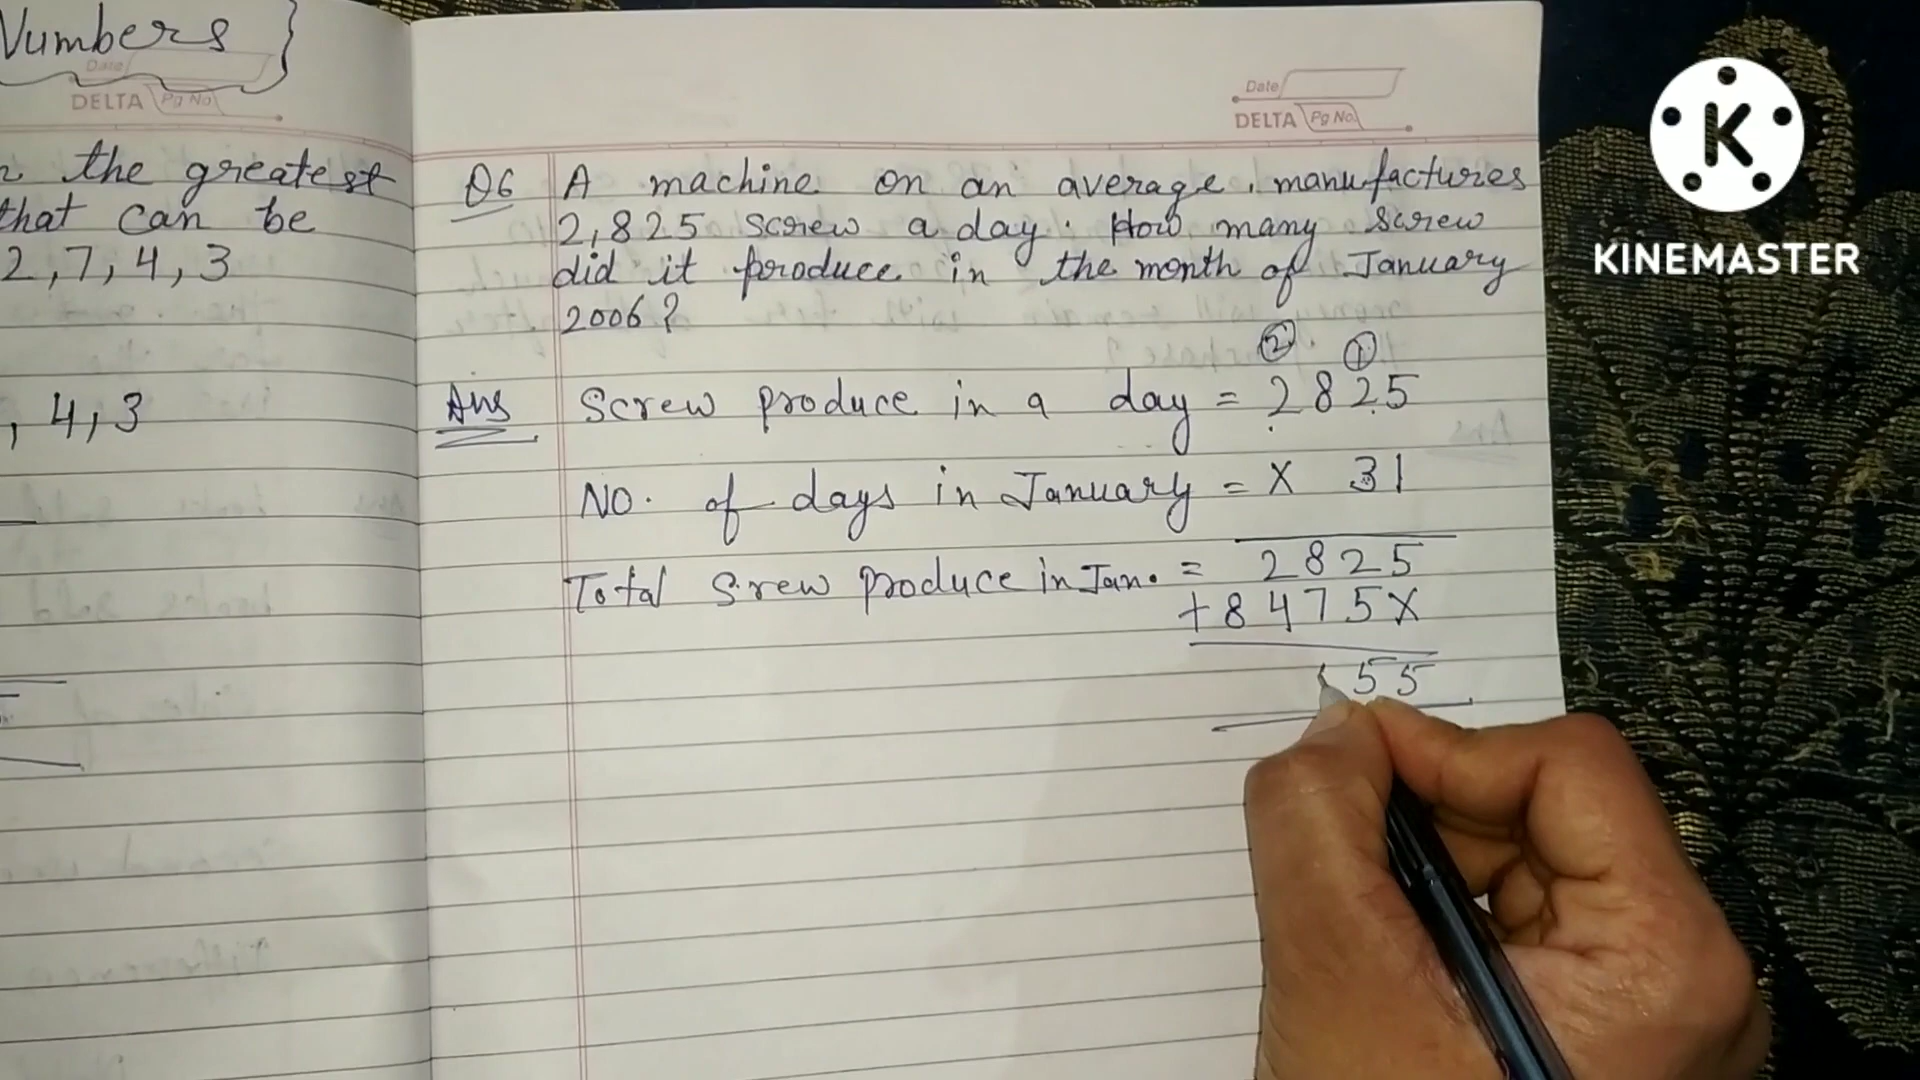 Numbers
Date
DELTA Pg No
the greatest
that can be
2, 7, 4, 3
, 4, 3
Date
DELTA Pg No.
Q6 A machine on an average, manufactures
2,825 screw a day. How many screw
did it produce in the month of January
2006?
2 1
Ans Screw produce in a day = 2825
No. of days in January = X 31
Total Srew produce in Jan. = 2825
+8475X
55
K
KINEMASTER